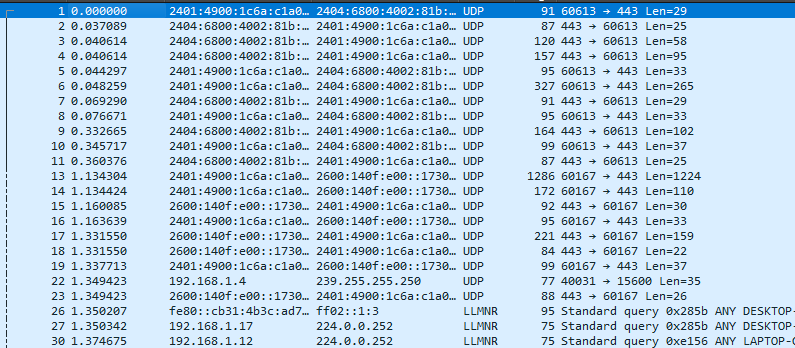 1 0.000000 2401:4900:1c6a:c1a0… 2404:6800:4002:81b:… UDP 91 60613 → 443 Len=29
2 0.037089 2404:6800:4002:81b:… 2401:4900:1c6a:c1a0… UDP 87 443 → 60613 Len=25
3 0.040614 2404:6800:4002:81b:… 2401:4900:1c6a:c1a0… UDP 120 443 → 60613 Len=58
4 0.040614 2404:6800:4002:81b:… 2401:4900:1c6a:c1a0… UDP 157 443 → 60613 Len=95
5 0.044297 2401:4900:1c6a:c1a0… 2404:6800:4002:81b:… UDP 95 60613 → 443 Len=33
6 0.048259 2404:6800:4002:81b:… 2401:4900:1c6a:c1a0… UDP 327 60613 → 443 Len=265
7 0.069290 2401:4900:1c6a:c1a0… 2404:6800:4002:81b:… UDP 91 443 → 60613 Len=29
8 0.076671 2401:4900:1c6a:c1a0… 2404:6800:4002:81b:… UDP 95 60613 → 443 Len=33
9 0.332665 2404:6800:4002:81b:… 2401:4900:1c6a:c1a0… UDP 164 443 → 60613 Len=102
10 0.345717 2401:4900:1c6a:c1a0… 2404:6800:4002:81b:… UDP 99 60613 → 443 Len=37
11 0.360376 2404:6800:4002:81b:… 2401:4900:1c6a:c1a0… UDP 87 443 → 60613 Len=25
13 1.134304 2401:4900:1c6a:c1a0… 2600:140f:e00::1730… UDP 1286 60167 → 443 Len=1224
14 1.134424 2401:4900:1c6a:c1a0… 2600:140f:e00::1730… UDP 172 60167 → 443 Len=110
15 1.160085 2600:140f:e00::1730… 2401:4900:1c6a:c1a0… UDP 92 443 → 60167 Len=30
16 1.163639 2401:4900:1c6a:c1a0… 2600:140f:e00::1730… UDP 95 60167 → 443 Len=33
17 1.331550 2600:140f:e00::1730… 2401:4900:1c6a:c1a0… UDP 221 443 → 60167 Len=159
18 1.331550 2600:140f:e00::1730… 2401:4900:1c6a:c1a0… UDP 84 443 → 60167 Len=22
19 1.337713 2401:4900:1c6a:c1a0… 2600:140f:e00::1730… UDP 99 60167 → 443 Len=37
22 1.349423 192.168.1.4 239.255.255.250 UDP 77 40031 → 15600 Len=35
23 1.349423 2600:140f:e00::1730… 2401:4900:1c6a:c1a0… UDP 88 443 → 60167 Len=26
26 1.350207 fe80::cb31:4b3c:ad7… ff02::1:3 LLMNR 95 Standard query 0x285b ANY DESKTOP-
27 1.350342 192.168.1.17 224.0.0.252 LLMNR 75 Standard query 0x285b ANY DESKTOP-
30 1.374675 192.168.1.12 224.0.0.252 LLMNR 75 Standard query 0xe156 ANY LAPTOP-